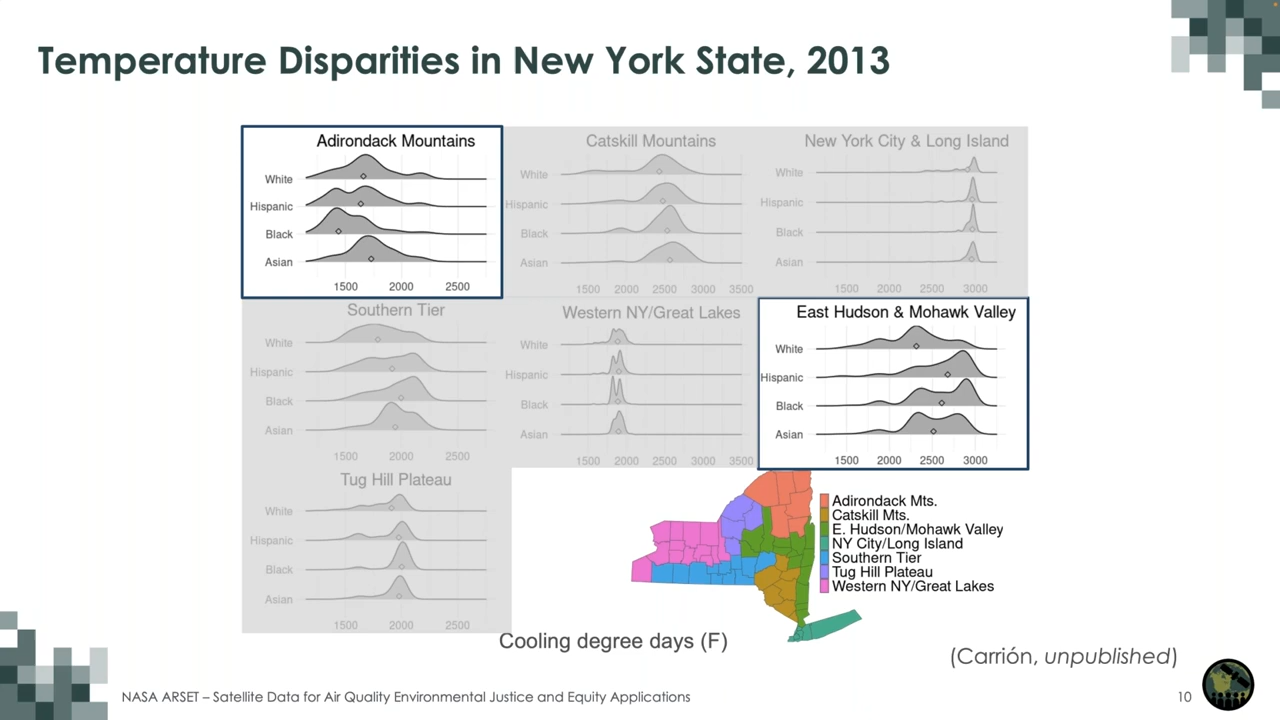 Temperature Disparities in New York State, 2013
Adirondack Mountains
White
Hispanic
Black
Asian
1500 2000 2500
Catskill Mountains
White
Hispanic
Black
Asian
1500 2000 2500 3000 3500
New York City & Long Island
White
Hispanic
Black
Asian
1500 2000 2500 3000
Southern Tier
White
Hispanic
Black
Asian
1500 2000 2500
Western NY/Great Lakes
White
Hispanic
Black
Asian
1500 2000 2500 3000 3500
East Hudson & Mohawk Valley
White
Hispanic
Black
Asian
1500 2000 2500 3000
Tug Hill Plateau
White
Hispanic
Black
Asian
1500 2000 2500
Adirondack Mts.
Catskill Mts.
E. Hudson/Mohawk Valley
NY City/Long Island
Southern Tier
Tug Hill Plateau
Western NY/Great Lakes
Cooling degree days (F)
(Carrión, unpublished)
NASA ARSET – Satellite Data for Air Quality Environmental Justice and Equity Applications
10